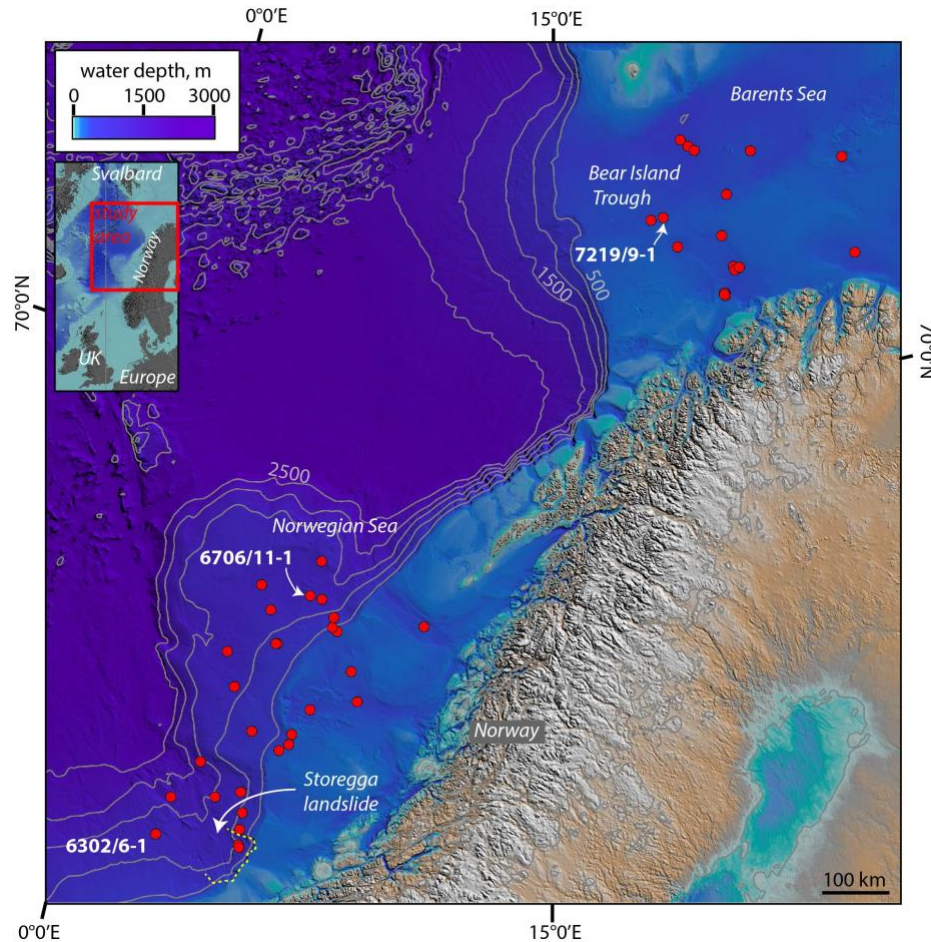 0°0'E
15°0'E
water depth, m
0 1500 3000
Barents Sea
Svalbard
study
area
Norway
UK
Europe
Bear Island
Trough
7219/9-1
500
1500
70°0'N
70°0'N
2500
Norwegian Sea
6706/11-1
Norway
Storegga
landslide
6302/6-1
100 km
0°0'E
15°0'E